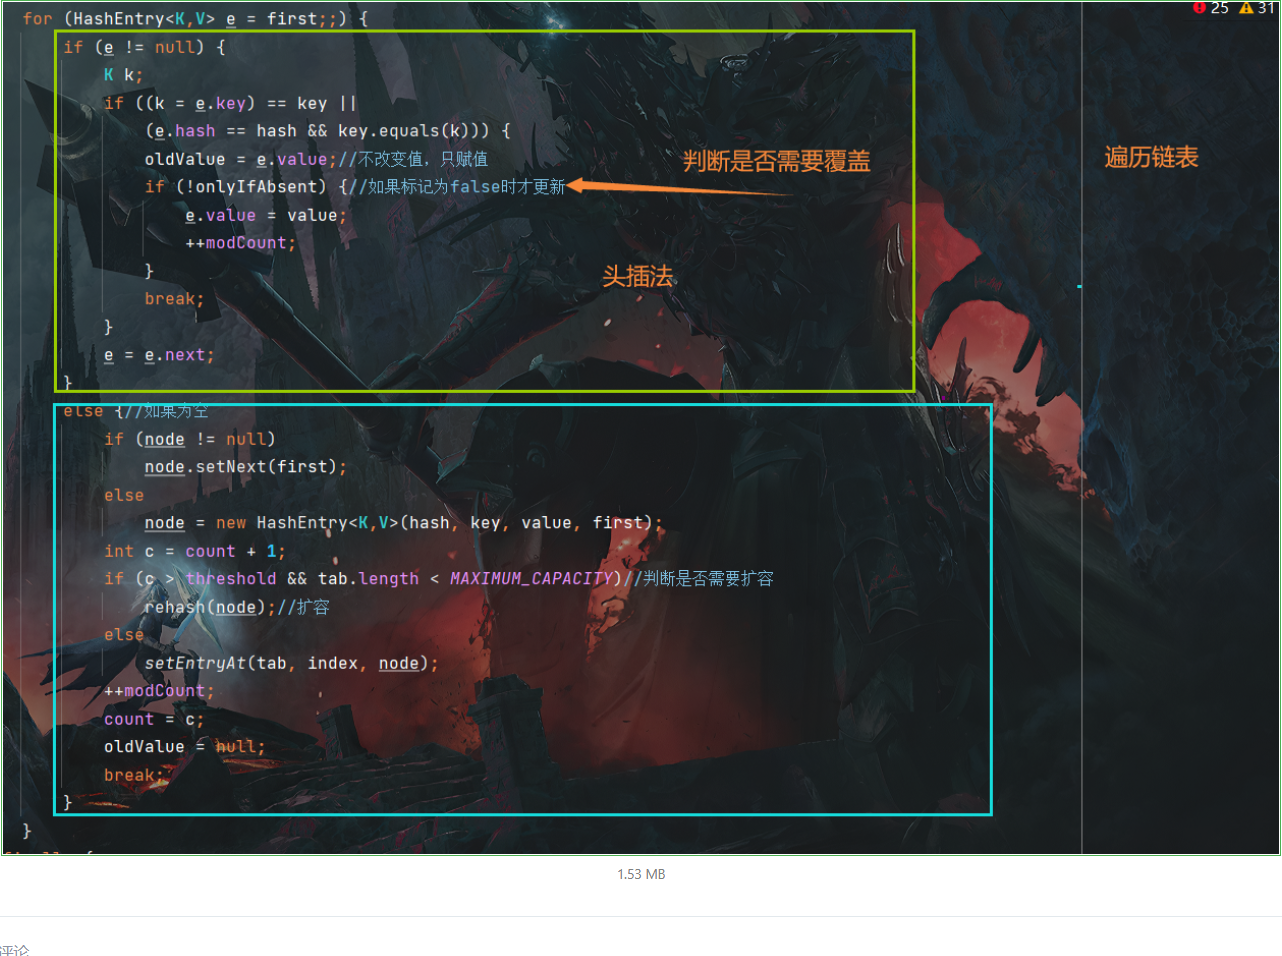 for (HashEntry<K,V> e = first;;) {
25 31
if (e != null) {
K k;
if ((k = e.key) == key ||
(e.hash == hash && key.equals(k))) {
oldValue = e.value;//不改变值，只赋值
判断是否需要覆盖
遍历链表
if (!onlyIfAbsent) {//如果标记为false时才更新
e.value = value;
++modCount;
}
头插法
break;
}
e = e.next;
}
else {//如果为空
if (node != null)
node.setNext(first);
else
node = new HashEntry<K,V>(hash, key, value, first);
int c = count + 1;
if (c > threshold && tab.length < MAXIMUM_CAPACITY)//判断是否需要扩容
rehash(node);//扩容
else
setEntryAt(tab, index, node);
++modCount;
count = c;
oldValue = null;
break;
}
}
1.53 MB
评论